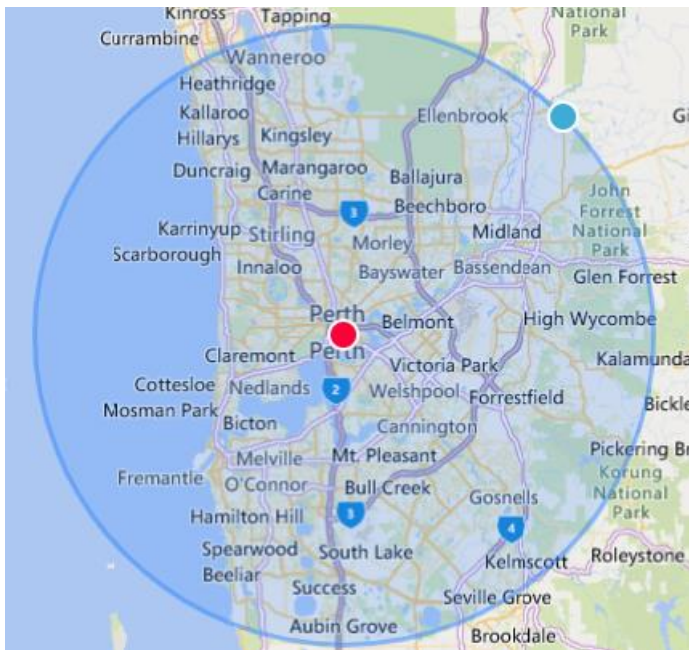 Kinross
Tapping
National
Park
Currambine
Wanneroo
Heathridge
Kallaroo
Ellenbrook
Hillarys
Kingsley
Duncraig
Marangaroo
Ballajura
Carine
Beechboro
John
Forrest
National
Park
3
Karrinyup
Stirling
Morley
Midland
Scarborough
Innaloo
Bayswater
Bassendean
Glen Forrest
Perth
Belmont
High Wycombe
Perth
Claremont
Victoria Park
Kalamunda
Cottesloe
Nedlands
2
Welshpool
Forrestfield
Mosman Park
Bicton
Cannington
Melville
Mt. Pleasant
Fremantle
O'Connor
Bull Creek
Gosnells
Korung
National
Park
Hamilton Hill
3
4
Spearwood
South Lake
Kelmscott
Roleystone
Beeliar
Success
Seville Grove
Aubin Grove
Brookdale